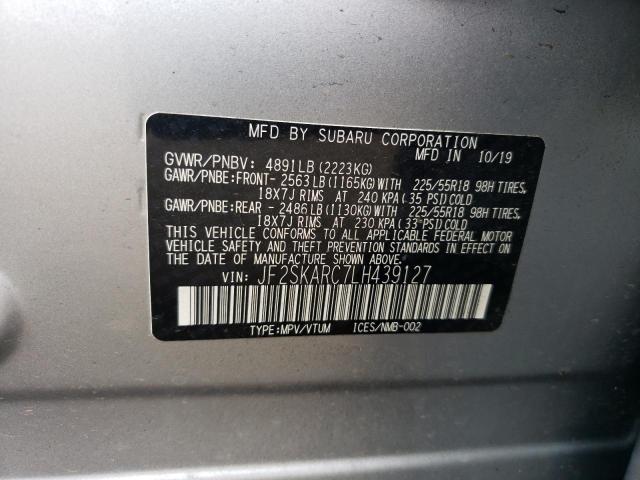 MFD BY SUBARU CORPORATION
MFD IN 10/19
GVWR/PNBV: 4891LB (2223KG)
GAWR/PNBE:FRONT- 2563LB (1165KG)WITH 225/55R18 98H TIRES,
18X7J RIMS AT 240 KPA (35 PSI) COLD
GAWR/PNBE:REAR - 2486LB (1130KG)WITH 225/55R18 98H TIRES,
18X7J RIMS AT 230 KPA (33 PSI) COLD
THIS VEHICLE CONFORMS TO ALL APPLICABLE FEDERAL MOTOR
VEHICLE SAFETY AND THEFT PREVENTION STANDARDS IN EFFECT ON
THE DATE OF MANUFACTURE SHOWN ABOVE.
VIN: JF2SKARC7LH439127
TYPE:MPV/VTUM ICES/NMB-002